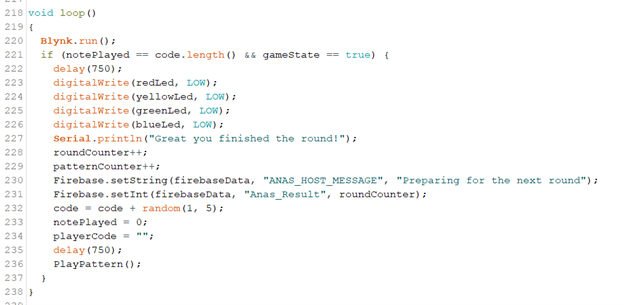 218 void loop()
219 {
220   Blynk.run();
221   if (notePlayed == code.length() && gameState == true) {
222     delay(750);
223     digitalWrite(redLed, LOW);
224     digitalWrite(yellowLed, LOW);
225     digitalWrite(greenLed, LOW);
226     digitalWrite(blueLed, LOW);
227     Serial.println("Great you finished the round!");
228     roundCounter++;
229     patternCounter++;
230     Firebase.setString(firebaseData, "ANAS_HOST_MESSAGE", "Preparing for the next round");
231     Firebase.setInt(firebaseData, "Anas_Result", roundCounter);
232     code = code + random(1, 5);
233     notePlayed = 0;
234     playerCode = "";
235     delay(750);
236     PlayPattern();
237   }
238 }